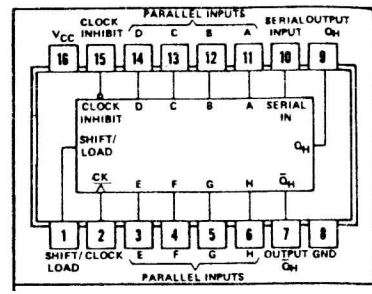 PARALLEL INPUTS
CLOCK SERIAL OUTPUT
VCC INHIBIT D C B A INPUT QH
16 15 14 13 12 11 10 9
CLOCK D C B A SERIAL
INHIBIT IN
SHIFT/
LOAD QH
CK E F G H Q̅H
1 2 3 4 5 6 7 8
SHIFT/ CLOCK E F G H OUTPUT GND
LOAD Q̅H
PARALLEL INPUTS